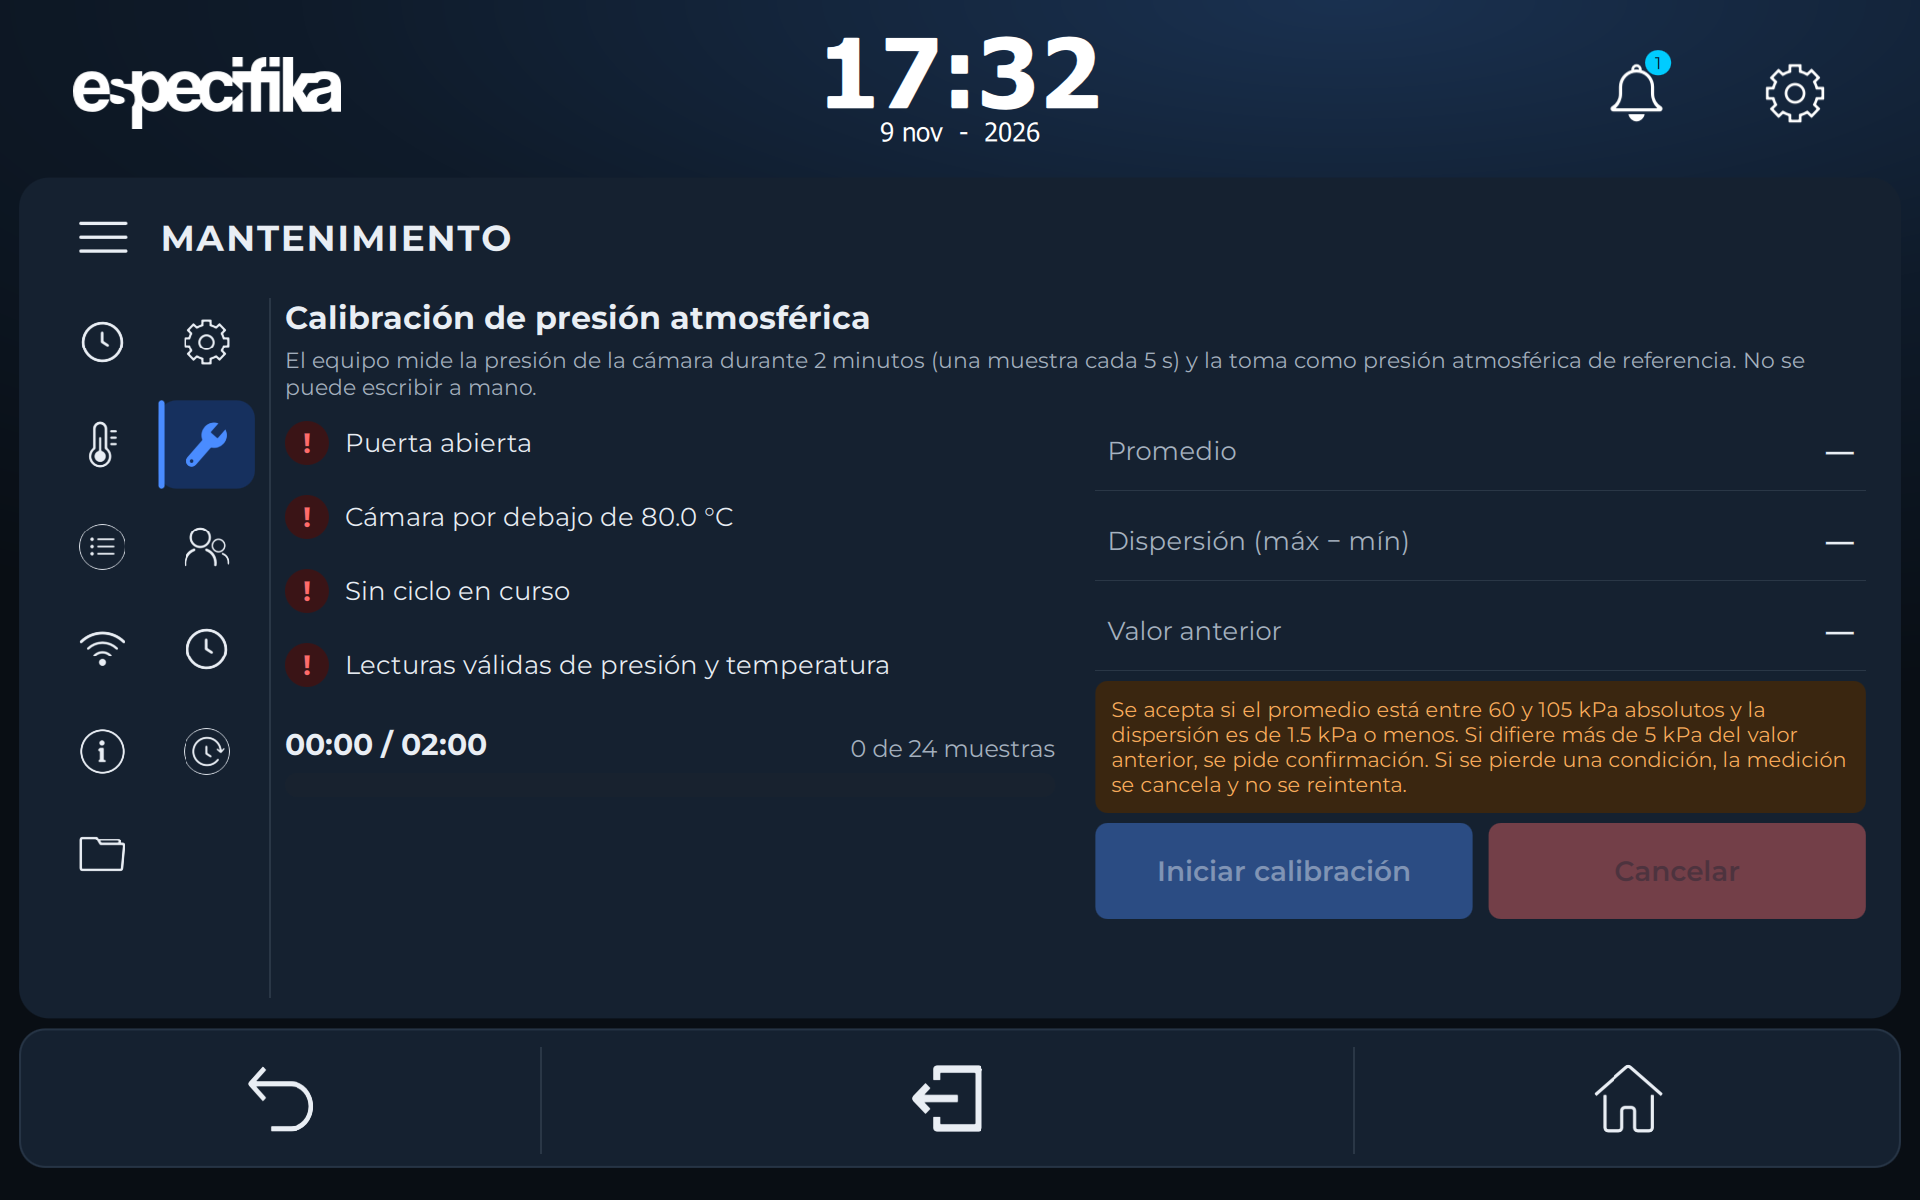 especifika
17:32
9 nov - 2026
1
MANTENIMIENTO
Calibración de presión atmosférica
El equipo mide la presión de la cámara durante 2 minutos (una muestra cada 5 s) y la toma como presión atmosférica de referencia. No se
puede escribir a mano.
! Puerta abierta
! Cámara por debajo de 80.0 °C
! Sin ciclo en curso
! Lecturas válidas de presión y temperatura
00:00 / 02:00
0 de 24 muestras
Promedio —
Dispersión (máx − mín) —
Valor anterior —
Se acepta si el promedio está entre 60 y 105 kPa absolutos y la
dispersión es de 1.5 kPa o menos. Si difiere más de 5 kPa del valor
anterior, se pide confirmación. Si se pierde una condición, la medición
se cancela y no se reintenta.
Iniciar calibración
Cancelar